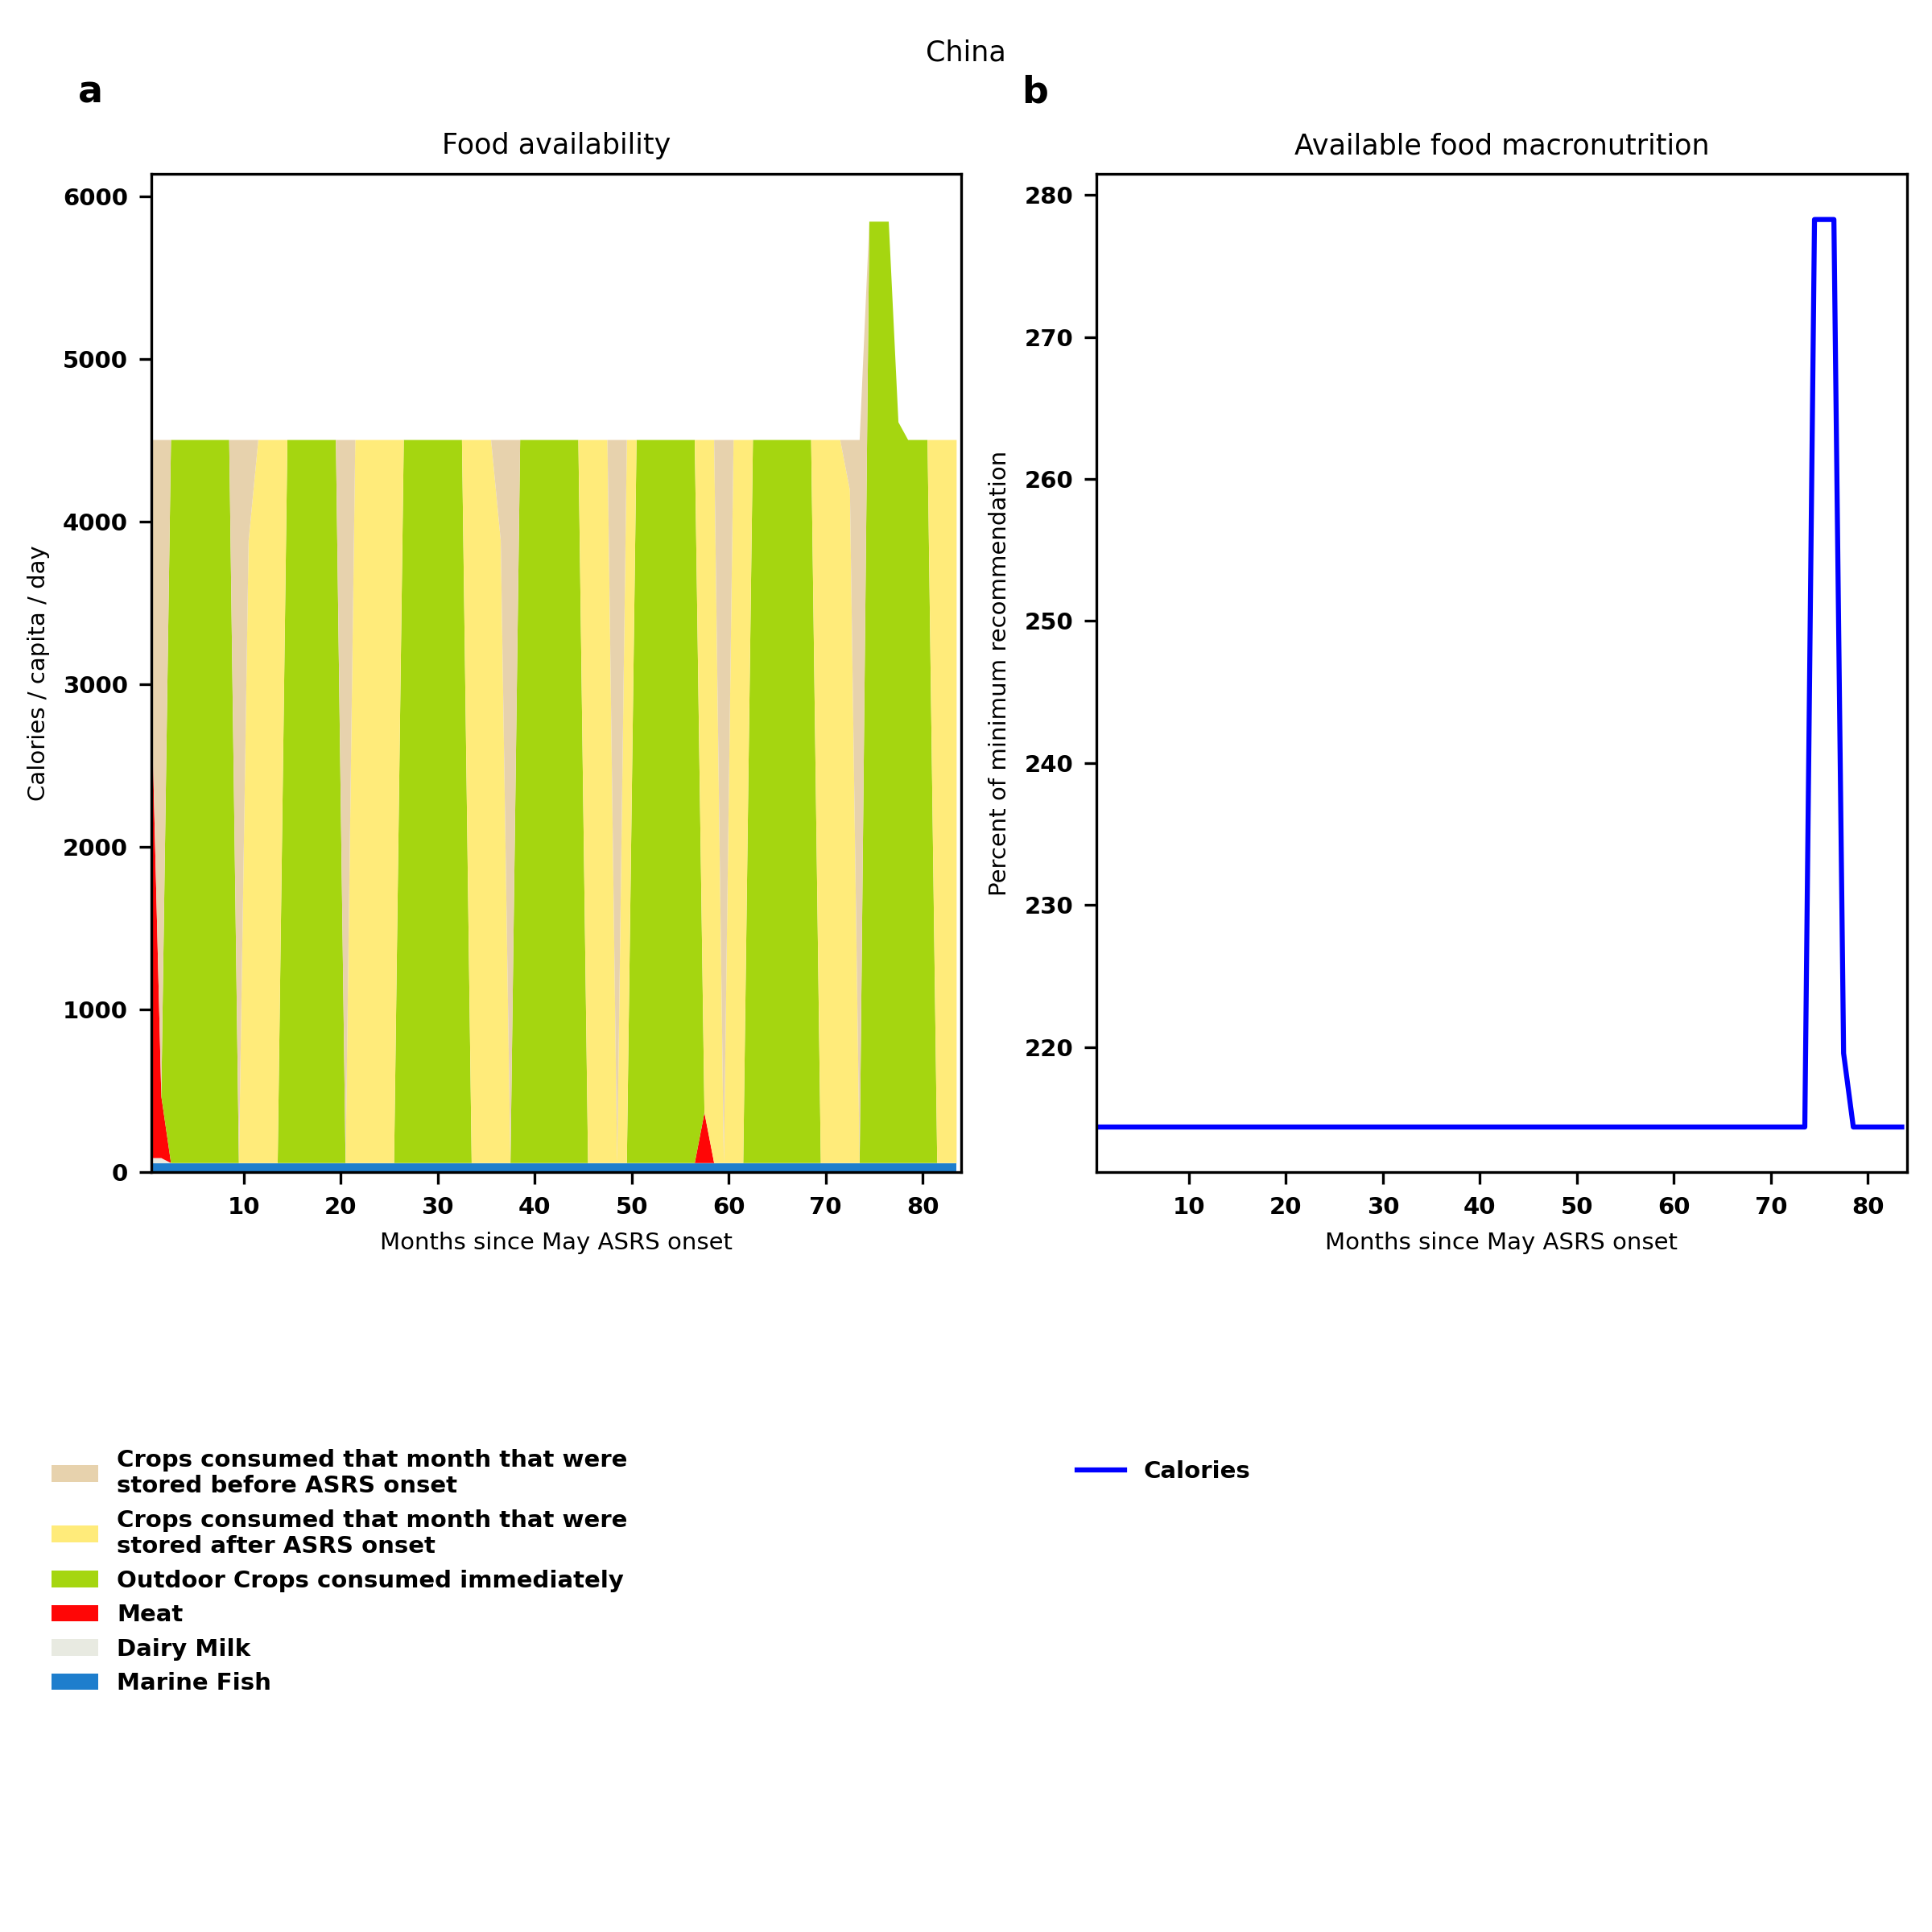 China
a
b
Food availability
Available food macronutrition
6000
5000
4000
3000
2000
1000
0
Calories / capita / day
10 20 30 40 50 60 70 80
Months since May ASRS onset
280
270
260
250
240
230
220
Percent of minimum recommendation
10 20 30 40 50 60 70 80
Months since May ASRS onset
Crops consumed that month that were
stored before ASRS onset
Crops consumed that month that were
stored after ASRS onset
Outdoor Crops consumed immediately
Meat
Dairy Milk
Marine Fish
Calories